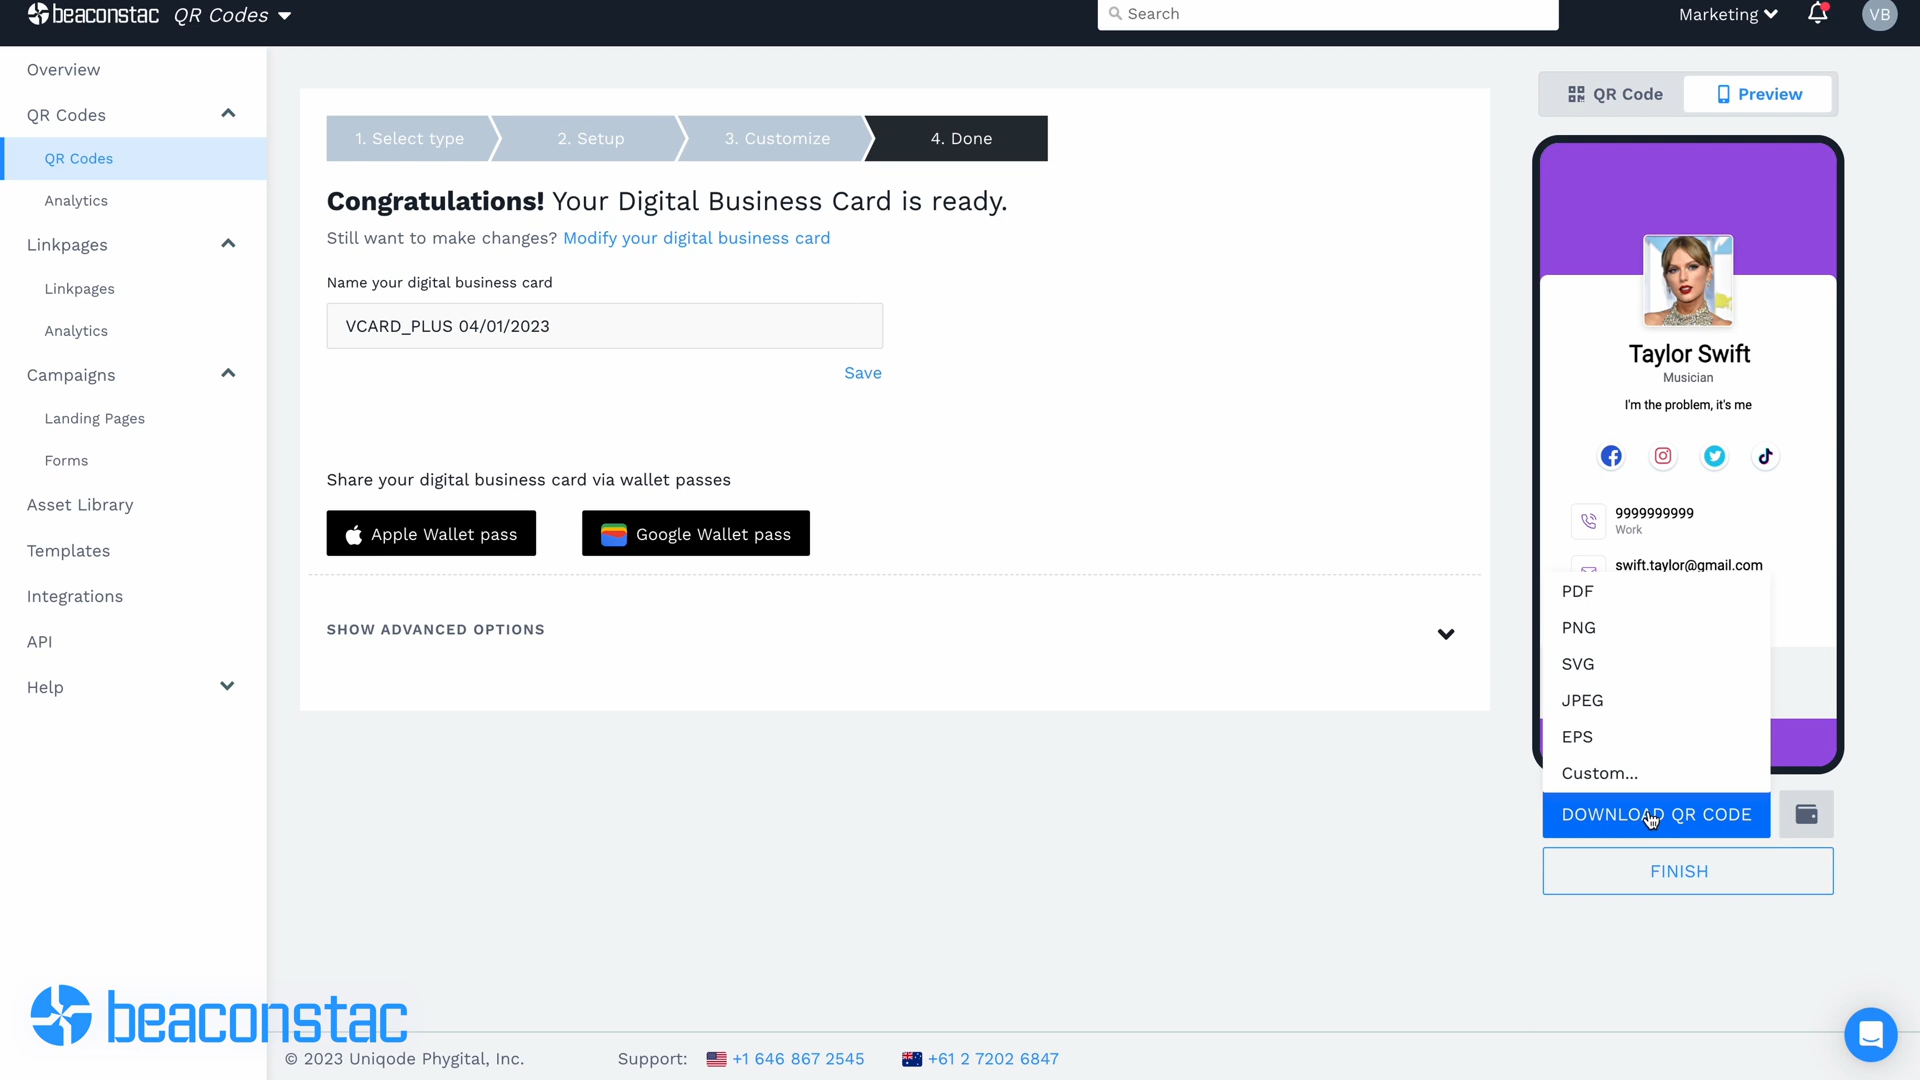 beaconstac QR Codes
Search
Marketing
VB
Overview
QR Codes
QR Codes
Analytics
Linkpages
Linkpages
Analytics
Campaigns
Landing Pages
Forms
Asset Library
Templates
Integrations
API
Help
1. Select type
2. Setup
3. Customize
4. Done
Congratulations! Your Digital Business Card is ready.
Still want to make changes? Modify your digital business card
Name your digital business card
VCARD_PLUS 04/01/2023
Save
Share your digital business card via wallet passes
Apple Wallet pass
Google Wallet pass
SHOW ADVANCED OPTIONS
QR Code
Preview
Taylor Swift
Musician
I'm the problem, it's me
9999999999
Work
swift.taylor@gmail.com
PDF
PNG
SVG
JPEG
EPS
Custom...
DOWNLOAD QR CODE
FINISH
beaconstac
© 2023 Uniqode Phygital, Inc.
Support: +1 646 867 2545 +61 2 7202 6847